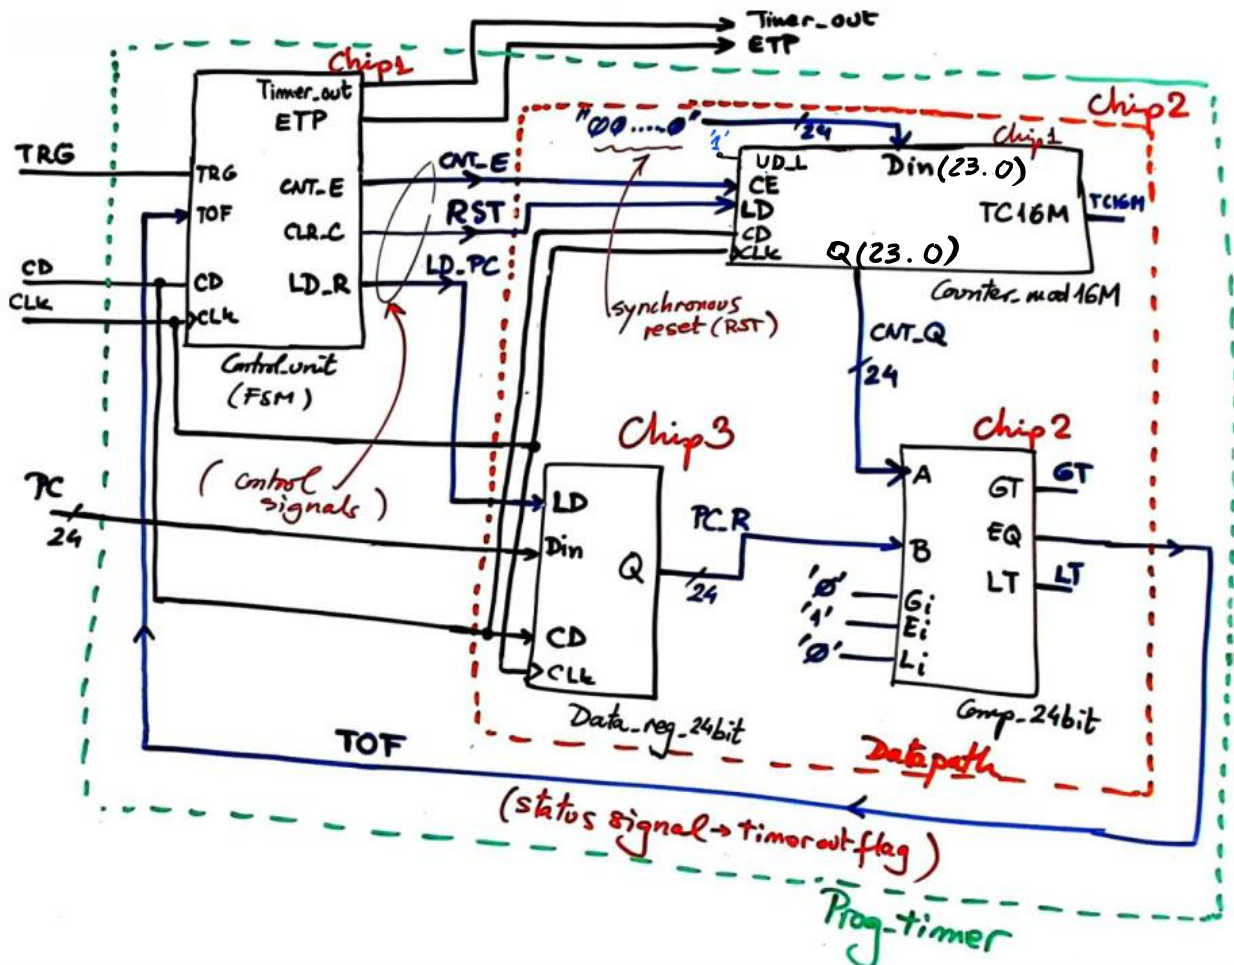 Timer_out
ETP
Chip1
Timer_out
ETP
TRG
TRG
CNT_E
CNT_E
TOF
CLR_C
RST
CD
CD
LD_R
LD_PC
CLK
CLK
Control_unit
(FSM)
(control
signals)
Chip2
"00....0"
24
'1'
Chip1
UD_L
Din(23..0)
CE
LD
TC16M
TC16M
CD
CLK
Q(23..0)
Counter_mod16M
synchronous
reset (RST)
CNT_Q
24
Chip3
Chip2
PC
24
LD
Din
Q
CD
CLK
Data_reg_24bit
PC_R
24
A
B
GT
GT
EQ
LT
LT
'0'
Gi
'1'
Ei
'0'
Li
Comp_24bit
Datapath
TOF
(status signal → timer out flag)
Prog_timer